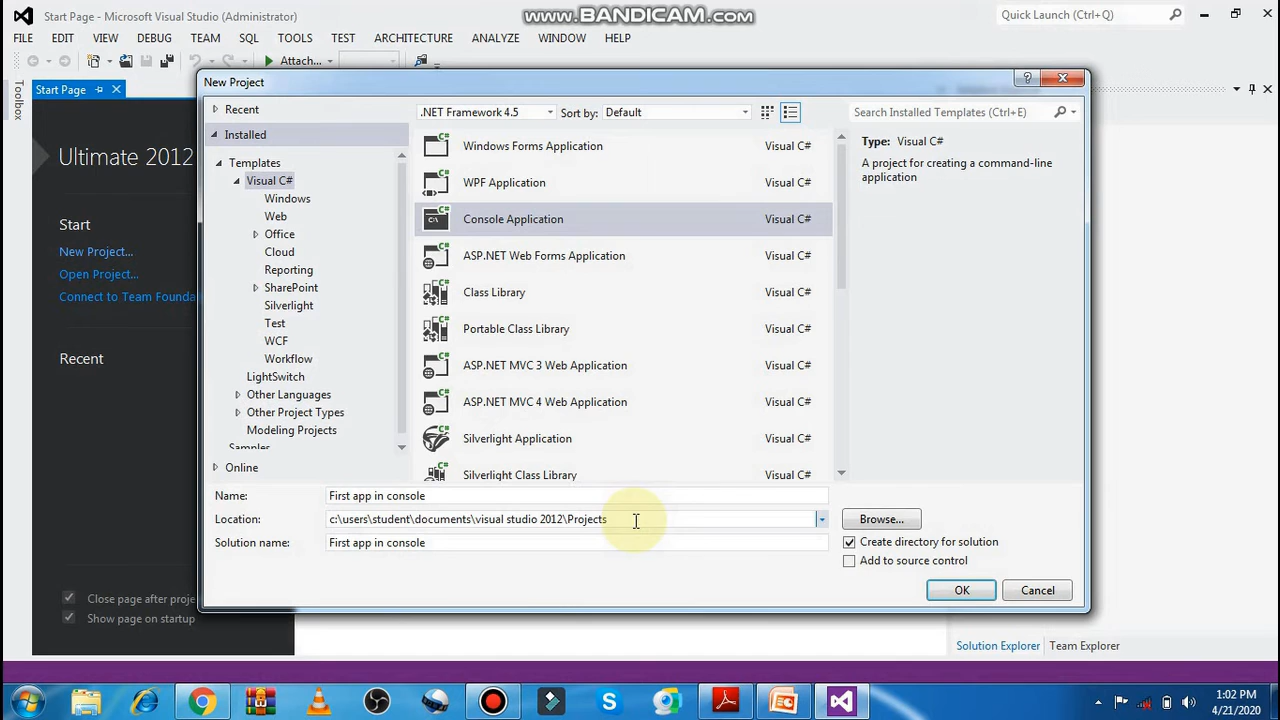 Start Page - Microsoft Visual Studio (Administrator)
www.BANDICAM.com
Quick Launch (Ctrl+Q)
FILE EDIT VIEW DEBUG TEAM SQL TOOLS TEST ARCHITECTURE ANALYZE WINDOW HELP
Attach...
Toolbox
Start Page
Ultimate 2012
Start
New Project...
Open Project...
Connect to Team Founda
Recent
Close page after proje
Show page on startup
New Project
Recent
Installed
Templates
Visual C#
Windows
Web
Office
Cloud
Reporting
SharePoint
Silverlight
Test
WCF
Workflow
LightSwitch
Other Languages
Other Project Types
Modeling Projects
Samples
Online
.NET Framework 4.5 Sort by: Default
Windows Forms Application Visual C#
WPF Application Visual C#
Console Application Visual C#
ASP.NET Web Forms Application Visual C#
Class Library Visual C#
Portable Class Library Visual C#
ASP.NET MVC 3 Web Application Visual C#
ASP.NET MVC 4 Web Application Visual C#
Silverlight Application Visual C#
Silverlight Class Library Visual C#
Search Installed Templates (Ctrl+E)
Type: Visual C#
A project for creating a command-line
application
Name: First app in console
Location: c:\users\student\documents\visual studio 2012\Projects
Browse...
Solution name: First app in console
Create directory for solution
Add to source control
OK Cancel
Solution Explorer Team Explorer
1:02 PM
4/21/2020